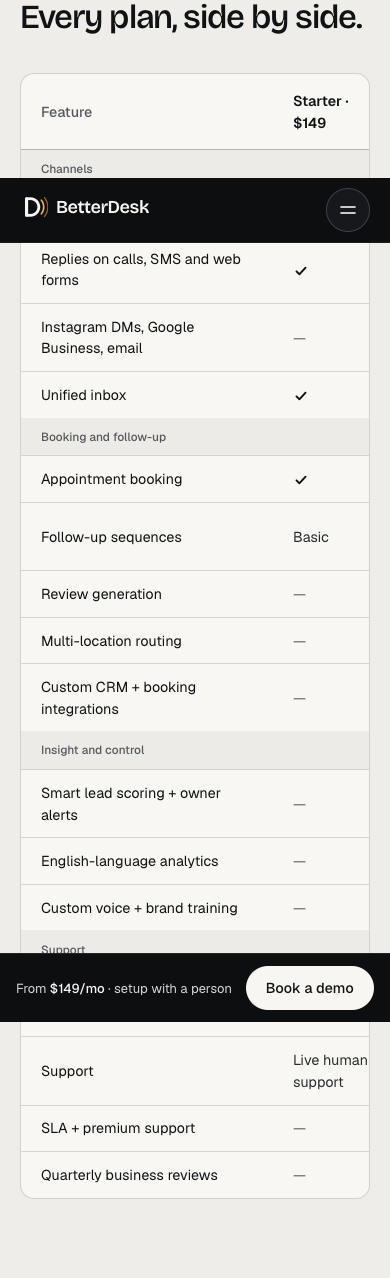 Every plan, side by side.
Feature
Starter ·
$149
Channels
BetterDesk
Replies on calls, SMS and web
forms
✓
Instagram DMs, Google
Business, email
—
Unified inbox
✓
Booking and follow-up
Appointment booking
✓
Follow-up sequences
Basic
Review generation
—
Multi-location routing
—
Custom CRM + booking
integrations
—
Insight and control
Smart lead scoring + owner
alerts
—
English-language analytics
—
Custom voice + brand training
—
Support
From $149/mo · setup with a person
Book a demo
Support
Live human
support
SLA + premium support
—
Quarterly business reviews
—